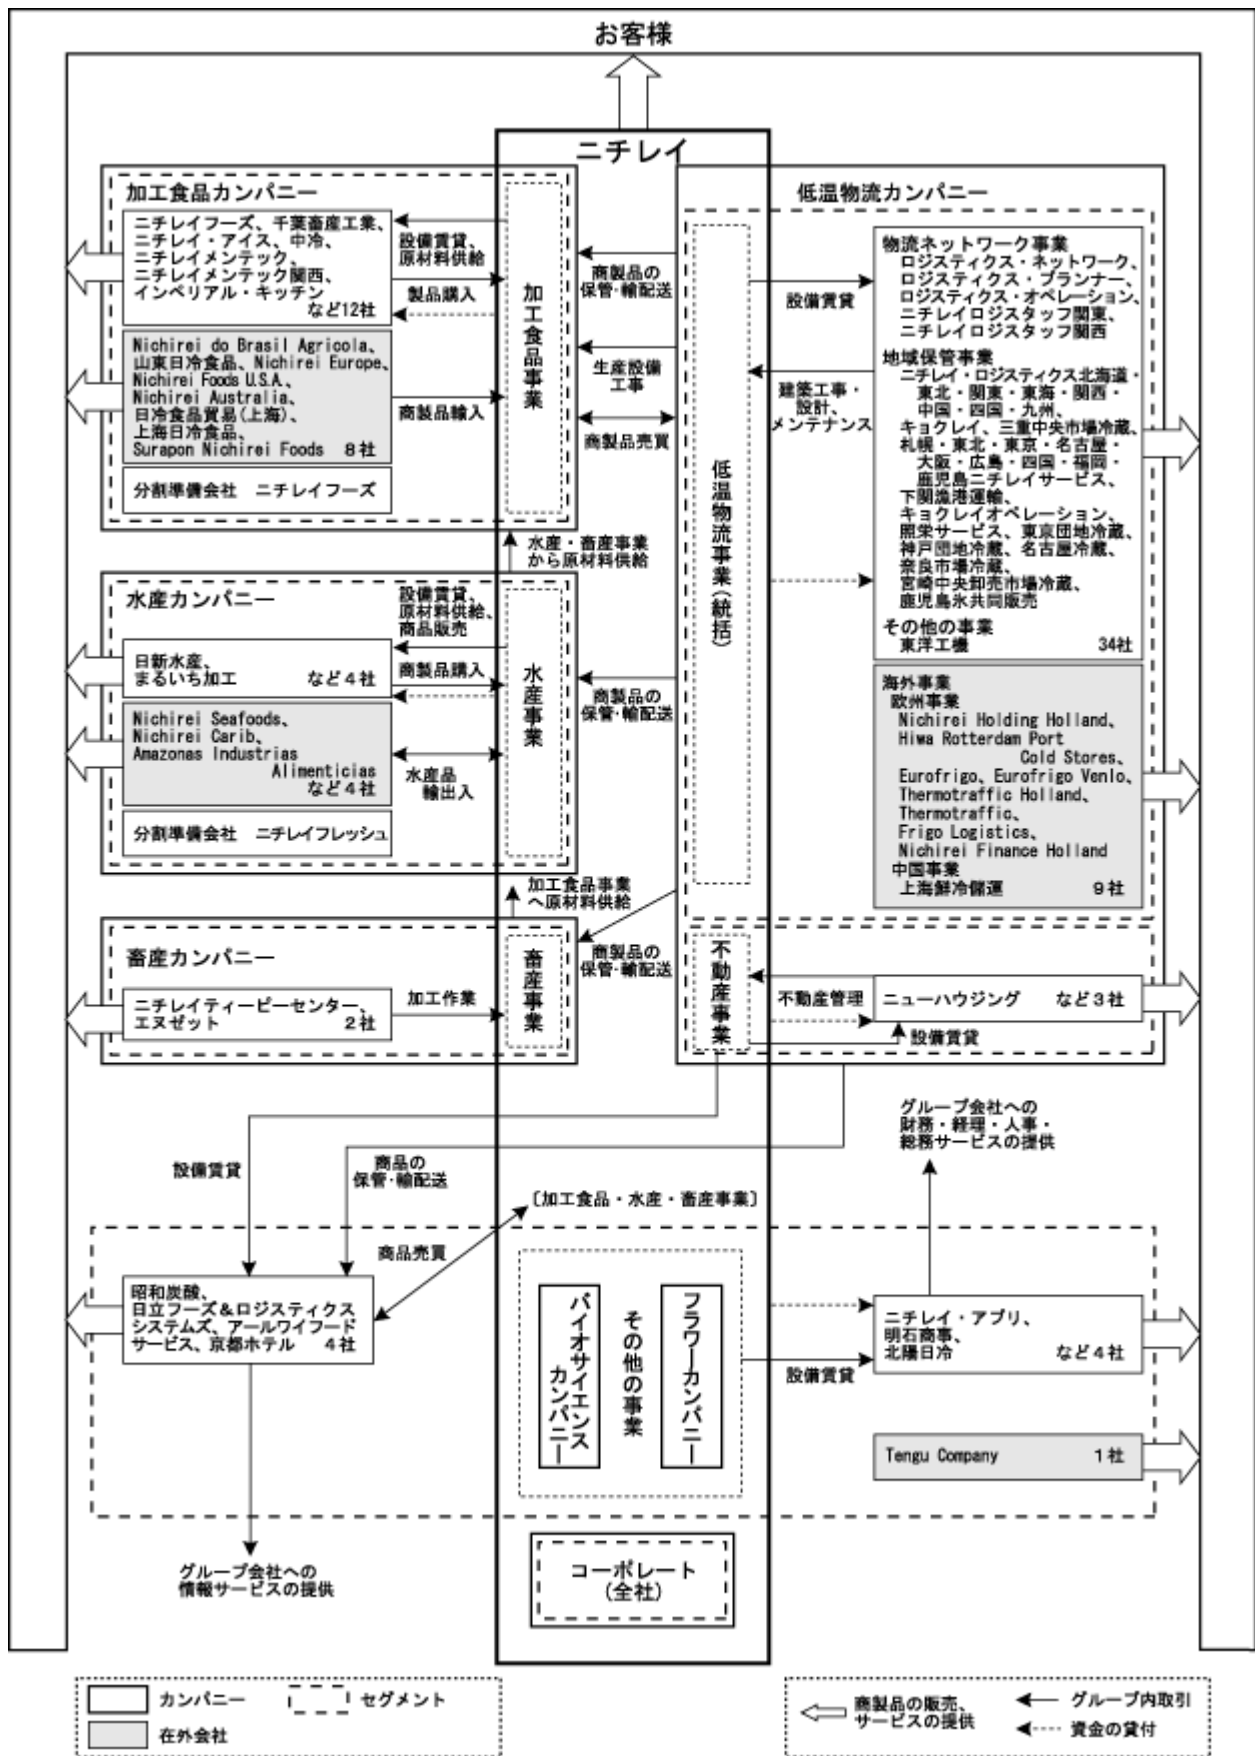 お客様
ニチレイ
加工食品カンパニー
ニチレイフーズ、千葉畜産工業、
ニチレイ・アイス、中冷、
ニチレイメンテック、
ニチレイメンテック関西、
インペリアル・キッチン
など12社
設備賃貸、
原材料供給
製品購入
Nichirei do Brasil Agricola、
山東日冷食品、Nichirei Europe、
Nichirei Foods U.S.A.、
Nichirei Australia、
日冷食品貿易(上海)、
上海日冷食品、
Surapon Nichirei Foods 8社
商製品輸入
分割準備会社 ニチレイフーズ
加工食品事業
商製品の
保管・輸配送
生産設備
工事
商製品売買
水産・畜産事業
から原材料供給
水産カンパニー
設備賃貸、
原材料供給、
商品販売
日新水産、
まるいち加工 など4社
商製品購入
Nichirei Seafoods、
Nichirei Carib、
Amazonas Industrias
Alimenticias
など4社
水産品
輸出入
分割準備会社 ニチレイフレッシュ
水産事業
商製品の
保管・輸配送
加工食品事業
へ原材料供給
畜産カンパニー
ニチレイティーピーセンター、
エヌゼット 2社
加工作業
畜産事業
商製品の
保管・輸配送
低温物流カンパニー
低温物流事業(統括)
設備賃貸
建築工事・
設計、
メンテナンス
物流ネットワーク事業
ロジスティクス・ネットワーク、
ロジスティクス・プランナー、
ロジスティクス・オペレーション、
ニチレイロジスタッフ関東、
ニチレイロジスタッフ関西
地域保管事業
ニチレイ・ロジスティクス北海道・
東北・関東・東海・関西・
中国・四国・九州、
キョクレイ、三重中央市場冷蔵、
札幌・東北・東京・名古屋・
大阪・広島・四国・福岡・
鹿児島ニチレイサービス、
下関漁港運輸、
キョクレイオペレーション、
照栄サービス、東京団地冷蔵、
神戸団地冷蔵、名古屋冷蔵、
奈良市場冷蔵、
宮崎中央卸売市場冷蔵、
鹿児島氷共同販売
その他の事業
東洋工機 34社
海外事業
欧州事業
Nichirei Holding Holland、
Hiwa Rotterdam Port
Cold Stores、
Eurofrigo、Eurofrigo Venlo、
Thermotraffic Holland、
Thermotraffic、
Frigo Logistics、
Nichirei Finance Holland
中国事業
上海鮮冷儲運 9社
不動産事業
不動産管理
ニューハウジング など3社
設備賃貸
グループ会社への
財務・経理・人事・
総務サービスの提供
設備賃貸
商品の
保管・輸配送
〔加工食品・水産・畜産事業〕
商品売買
昭和炭酸、
日立フーズ&ロジスティクス
システムズ、アールワイフード
サービス、京都ホテル 4社
バイオサイエンス
カンパニー
その他の事業
フラワーカンパニー
設備賃貸
ニチレイ・アプリ、
明石商事、
北陽日冷 など4社
Tengu Company 1社
グループ会社への
情報サービスの提供
コーポレート
(全社)
カンパニー
セグメント
在外会社
商製品の販売、
サービスの提供
グループ内取引
資金の貸付